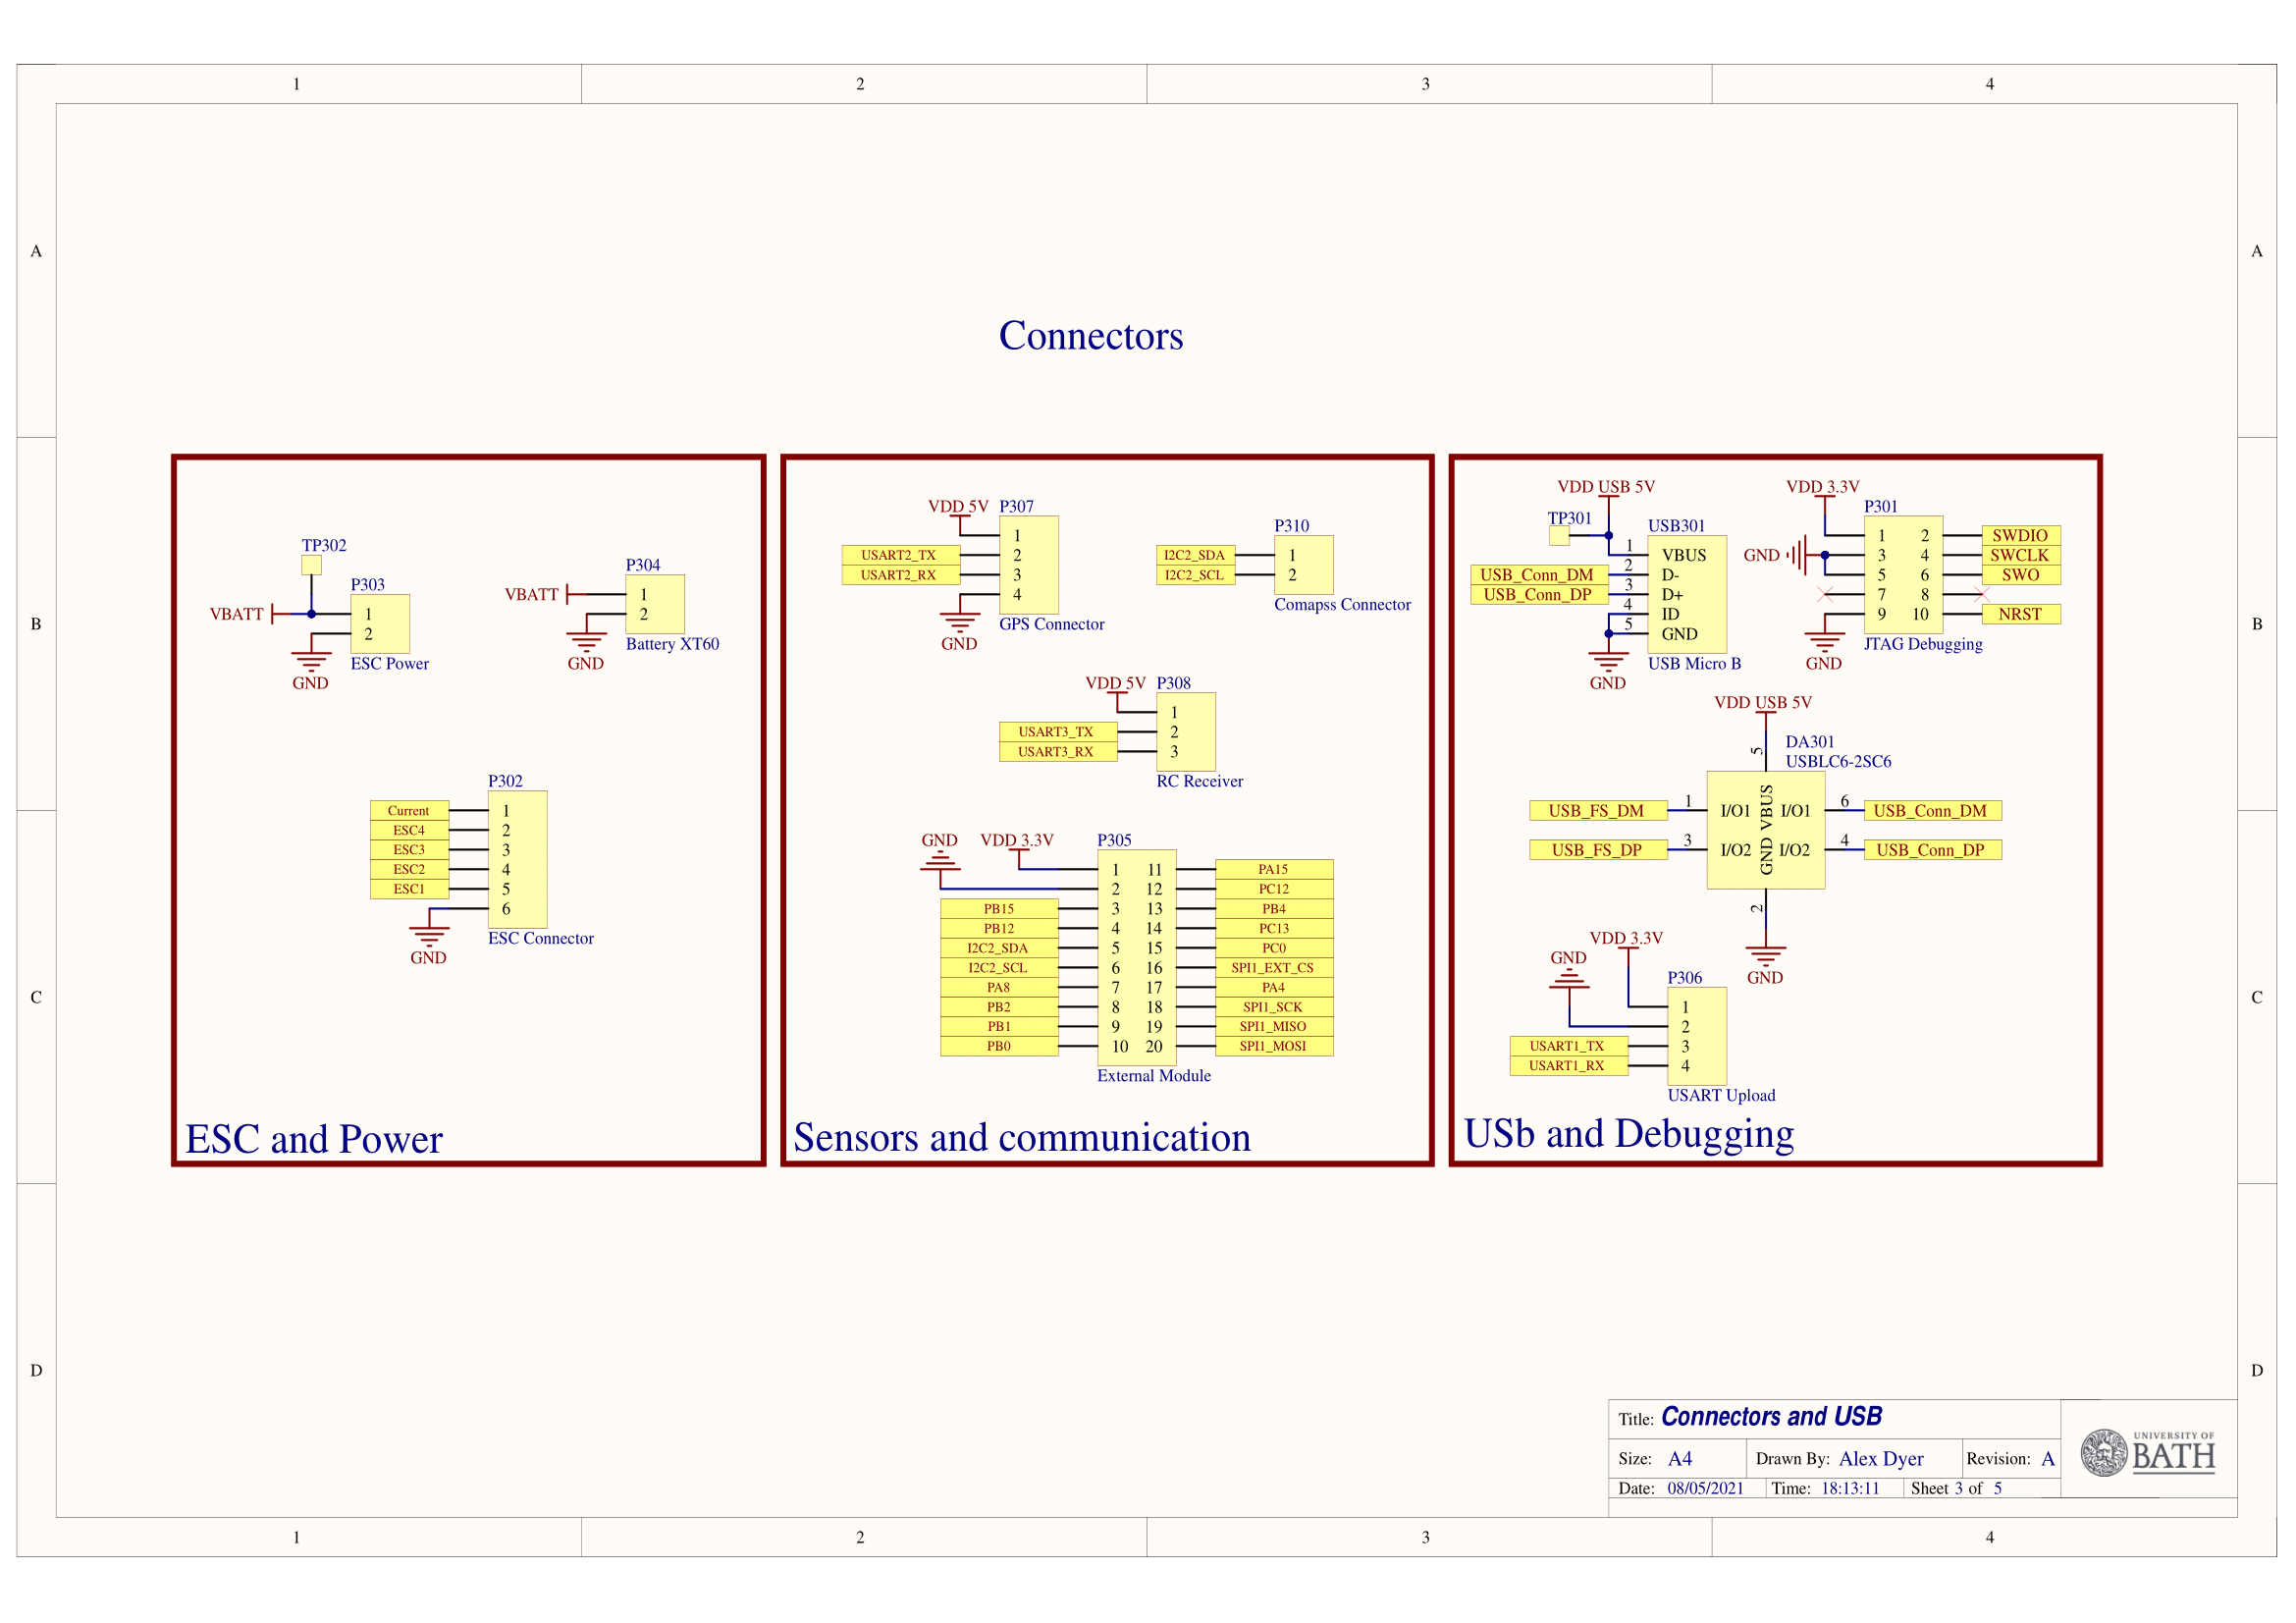 1 2 3 4
A A
B B
C C
D D
Connectors
TP302
P303
VBATT
1
2
ESC Power
GND
P304
VBATT
1
2
Battery XT60
GND
P302
Current 1
ESC4 2
ESC3 3
ESC2 4
ESC1 5
6
ESC Connector
GND
ESC and Power
VDD 5V P307
1
USART2_TX 2
USART2_RX 3
4
GPS Connector
GND
P310
I2C2_SDA 1
I2C2_SCL 2
Comapss Connector
VDD 5V P308
1
USART3_TX 2
USART3_RX 3
RC Receiver
GND VDD 3.3V P305
1 11 PA15
2 12 PC12
PB15 3 13 PB4
PB12 4 14 PC13
I2C2_SDA 5 15 PC0
I2C2_SCL 6 16 SPI1_EXT_CS
PA8 7 17 PA4
PB2 8 18 SPI1_SCK
PB1 9 19 SPI1_MISO
PB0 10 20 SPI1_MOSI
External Module
Sensors and communication
VDD USB 5V
TP301 USB301
1 VBUS
USB_Conn_DM 2 D-
USB_Conn_DP 3 D+
4 ID
5 GND
USB Micro B
GND
VDD 3.3V
P301
1 2 SWDIO
GND 3 4 SWCLK
5 6 SWO
7 8
9 10 NRST
JTAG Debugging
GND
VDD USB 5V
DA301
USBLC6-2SC6
5
VBUS
USB_FS_DM 1 I/O1 I/O1 6 USB_Conn_DM
USB_FS_DP 3 I/O2 I/O2 4 USB_Conn_DP
GND
2
GND
VDD 3.3V
GND
P306
1
2
USART1_TX 3
USART1_RX 4
USART Upload
USb and Debugging
Title: Connectors and USB
Size: A4 Drawn By: Alex Dyer Revision: A
Date: 08/05/2021 Time: 18:13:11 Sheet 3 of 5
UNIVERSITY OF
BATH
1 2 3 4